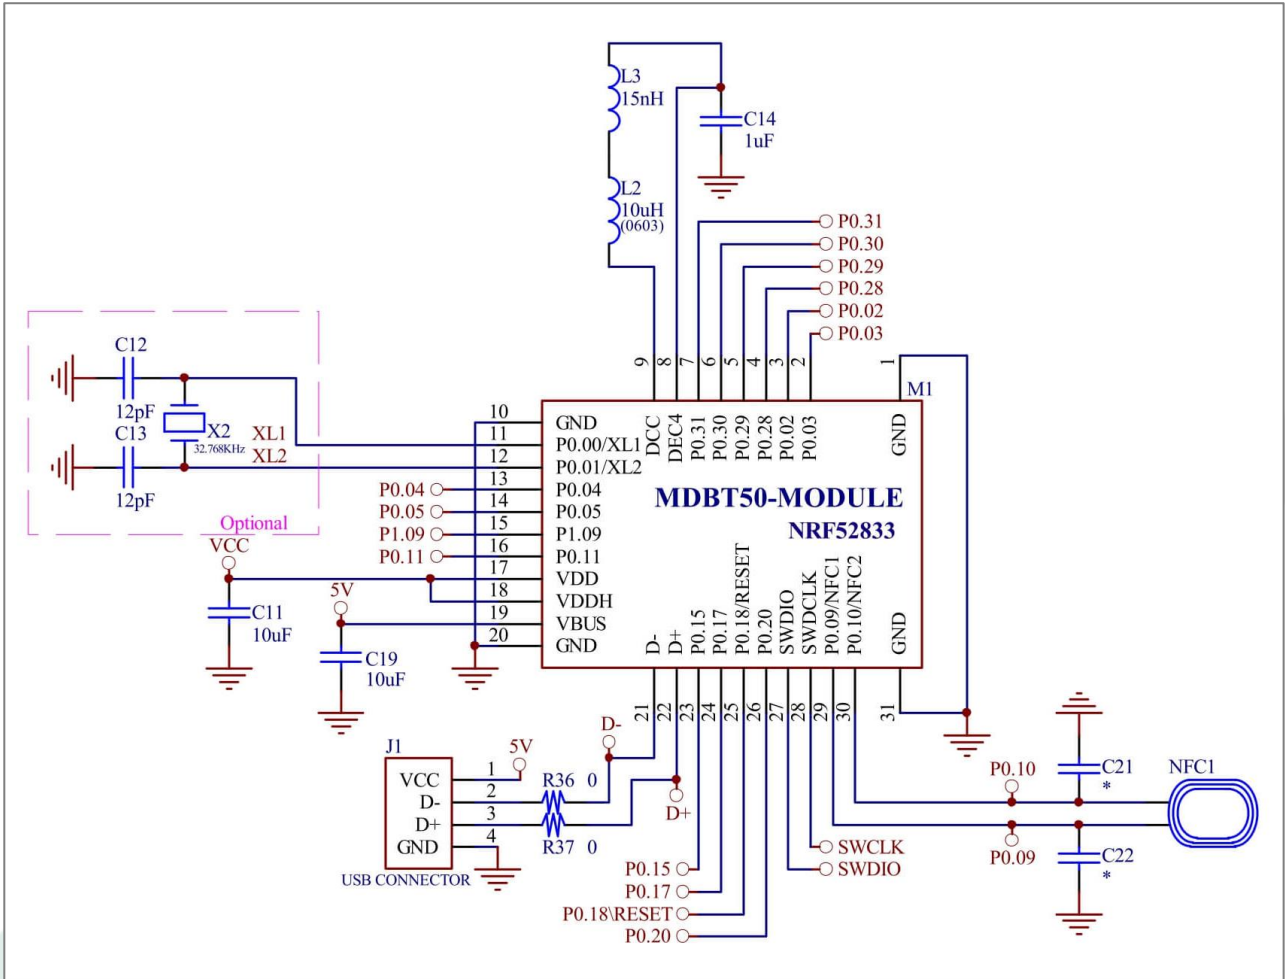 L3
15nH
C14
1uF
L2
10uH
(0603)
P0.31
P0.30
P0.29
P0.28
P0.02
P0.03
9
8
7
6
5
4
3
2
1
M1
C12
12pF
C13
12pF
X2
32.768KHz
XL1
XL2
Optional
10
11
12
13
14
15
16
17
18
19
20
P0.04
P0.05
P1.09
P0.11
GND
P0.00/XL1
P0.01/XL2
P0.04
P0.05
P1.09
P0.11
VDD
VDDH
VBUS
GND
DCC
DEC4
P0.31
P0.30
P0.29
P0.28
P0.02
P0.03
GND
MDBT50-MODULE
NRF52833
D-
D+
P0.15
P0.17
P0.18/RESET
P0.20
SWDIO
SWDCLK
P0.09/NFC1
P0.10/NFC2
GND
VCC
C11
10uF
5V
C19
10uF
21
22
23
24
25
26
27
28
29
30
31
J1
VCC
D-
D+
GND
1
2
3
4
USB CONNECTOR
5V
D-
D+
R36 0
R37 0
P0.15
P0.17
P0.18\RESET
P0.20
SWCLK
SWDIO
P0.10
P0.09
C21
*
C22
*
NFC1